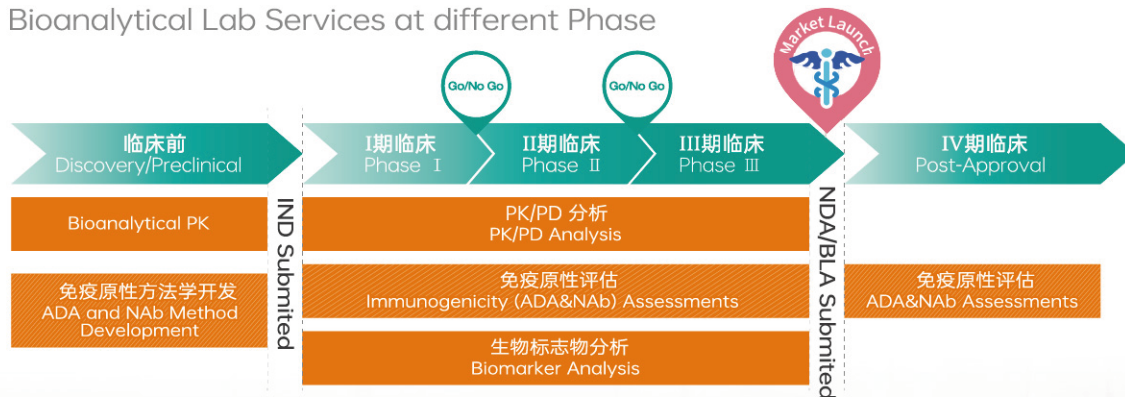 Bioanalytical Lab Services at different Phase
Market Launch
Go/No Go
Go/No Go
临床前
Discovery/Preclinical
I期临床
Phase I
II期临床
Phase II
III期临床
Phase III
IV期临床
Post-Approval
Bioanalytical PK
免疫原性方法学开发
ADA and NAb Method
Development
IND Submited
PK/PD 分析
PK/PD Analysis
免疫原性评估
Immunogenicity (ADA&NAb) Assessments
生物标志物分析
Biomarker Analysis
NDA/BLA Submited
免疫原性评估
ADA&NAb Assessments